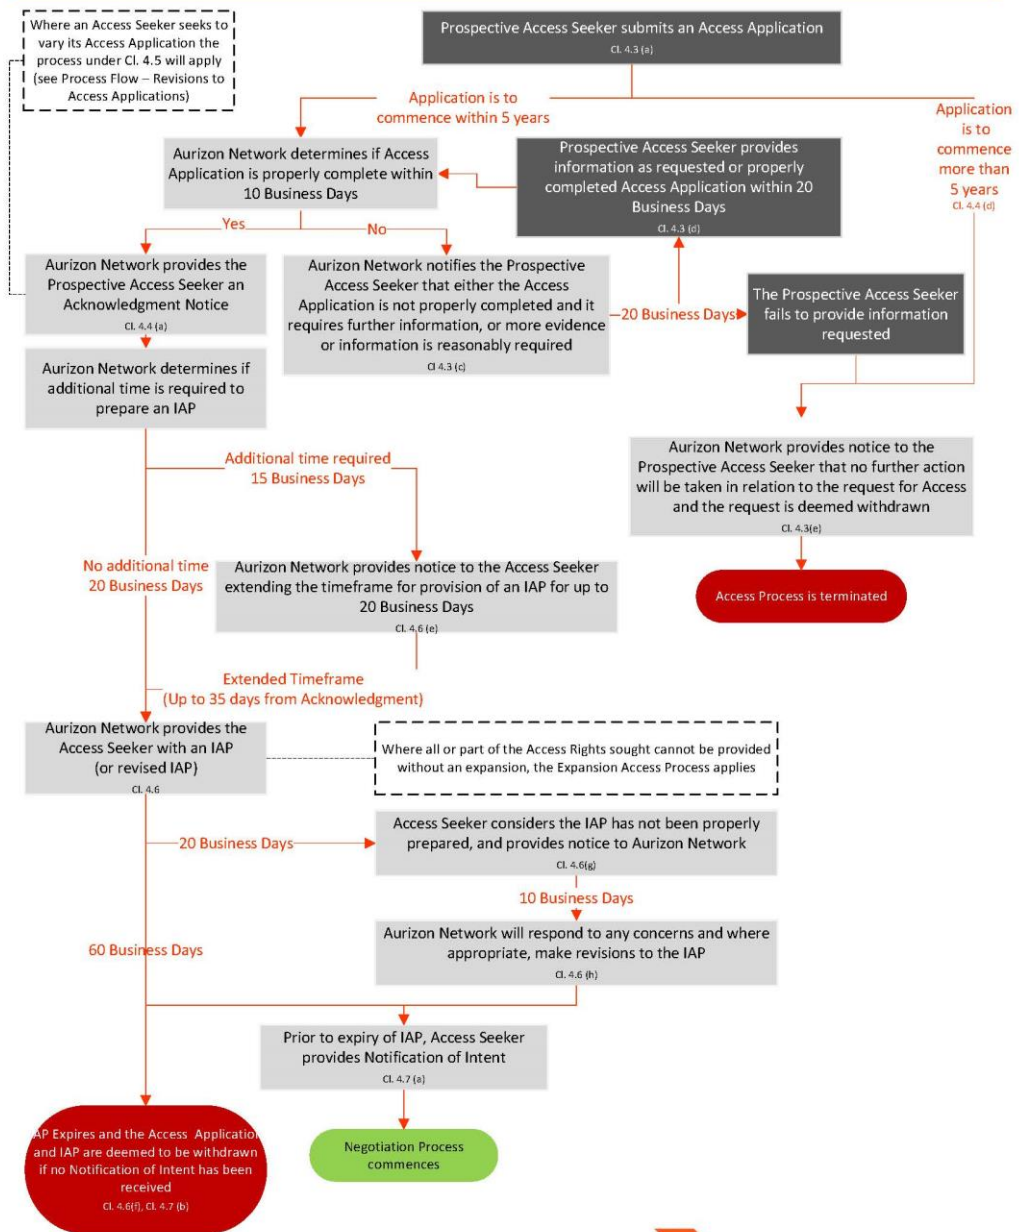 Where an Access Seeker seeks to
vary its Access Application the
process under Cl. 4.5 will apply
(see Process Flow – Revisions to
Access Applications)
Prospective Access Seeker submits an Access Application
Cl. 4.3 (a)
Application is to
commence within 5 years
Application
is to
commence
more than
5 years
Cl. 4.4 (d)
Aurizon Network determines if Access
Application is properly complete within
10 Business Days
Prospective Access Seeker provides
information as requested or properly
completed Access Application within 20
Business Days
Cl. 4.3 (d)
Yes
No
Aurizon Network provides the
Prospective Access Seeker an
Acknowledgment Notice
Cl. 4.4 (a)
Aurizon Network notifies the Prospective
Access Seeker that either the Access
Application is not properly completed and it
requires further information, or more evidence
or information is reasonably required
Cl 4.3 (c)
20 Business Days
The Prospective Access Seeker
fails to provide information
requested
Aurizon Network determines if
additional time is required to
prepare an IAP
Aurizon Network provides notice to the
Prospective Access Seeker that no further action
will be taken in relation to the request for Access
and the request is deemed withdrawn
Cl. 4.3(e)
Access Process is terminated
Additional time required
15 Business Days
No additional time
20 Business Days
Aurizon Network provides notice to the Access Seeker
extending the timeframe for provision of an IAP for up to
20 Business Days
Cl. 4.6 (e)
Extended Timeframe
(Up to 35 days from Acknowledgment)
Aurizon Network provides the
Access Seeker with an IAP
(or revised IAP)
Cl. 4.6
Where all or part of the Access Rights sought cannot be provided
without an expansion, the Expansion Access Process applies
20 Business Days
Access Seeker considers the IAP has not been properly
prepared, and provides notice to Aurizon Network
Cl. 4.6(g)
10 Business Days
60 Business Days
Aurizon Network will respond to any concerns and where
appropriate, make revisions to the IAP
Cl. 4.6 (h)
Prior to expiry of IAP, Access Seeker
provides Notification of Intent
Cl. 4.7 (a)
AP Expires and the Access Application
and IAP are deemed to be withdrawn
if no Notification of Intent has been
received
Cl. 4.6(f), Cl. 4.7 (b)
Negotiation Process
commences